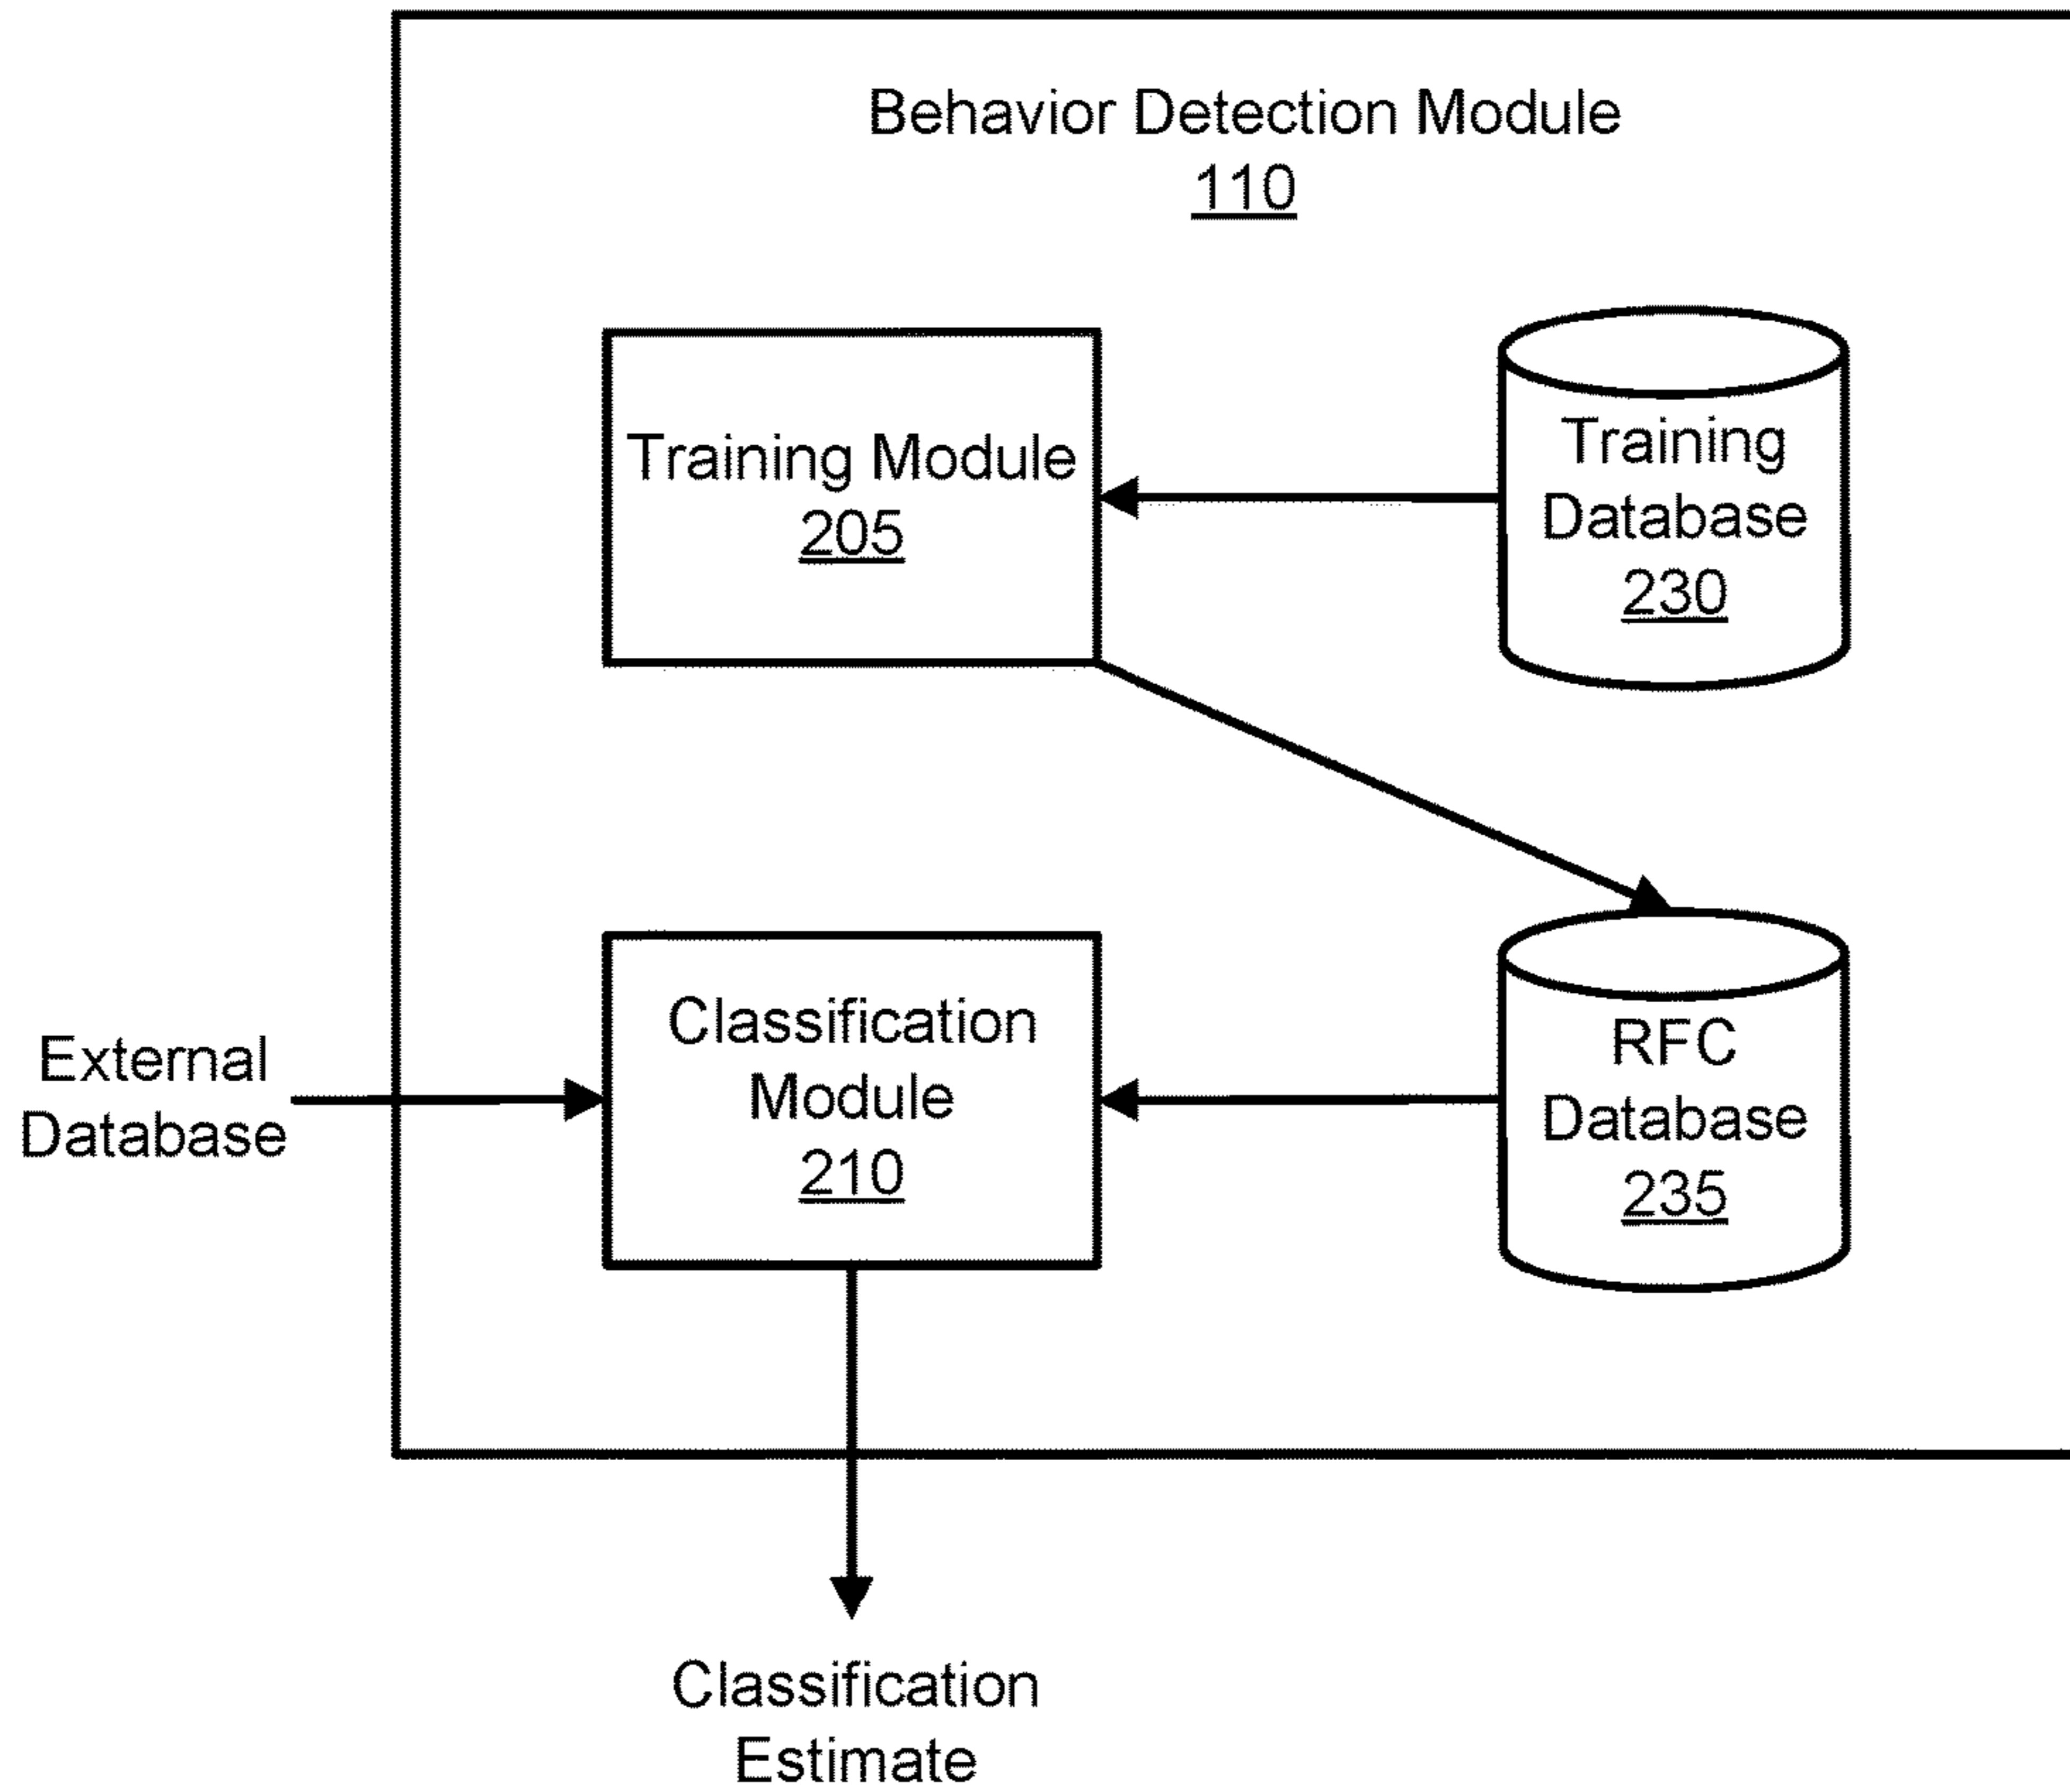 Behavior Detection Module
110
Training Module
205
Training
Database
230
External
Database
Classification
Module
210
RFC
Database
235
Classification
Estimate